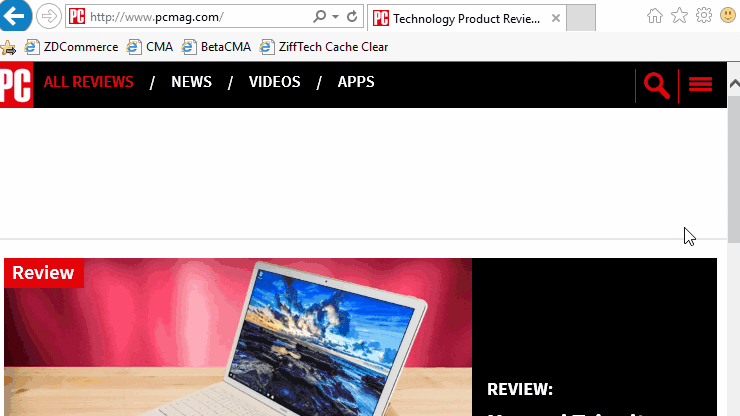 http://www.pcmag.com/
PC Technology Product Revie...
ZDCommerce CMA BetaCMA ZiffTech Cache Clear
PC ALL REVIEWS / NEWS / VIDEOS / APPS
Review
REVIEW: